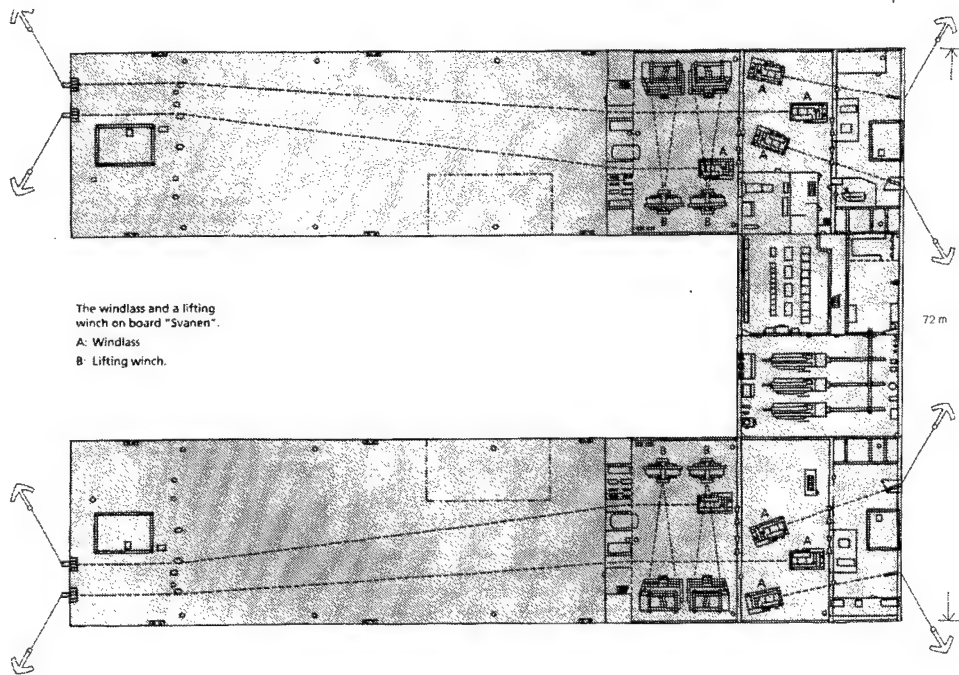 A
A
A
A
B
B
The windlass and a lifting
winch on board "Svanen".
A: Windlass
B: Lifting winch.
72 m
B
B
A
A
A